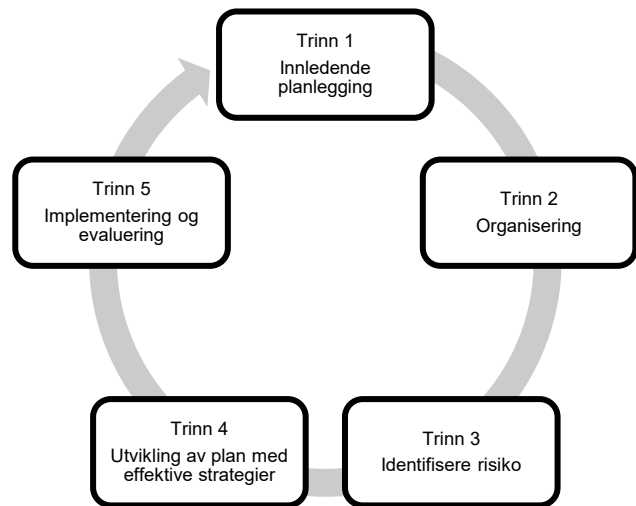 Trinn 1
Innledende
planlegging
Trinn 2
Organisering
Trinn 3
Identifisere risiko
Trinn 4
Utvikling av plan med
effektive strategier
Trinn 5
Implementering og
evaluering